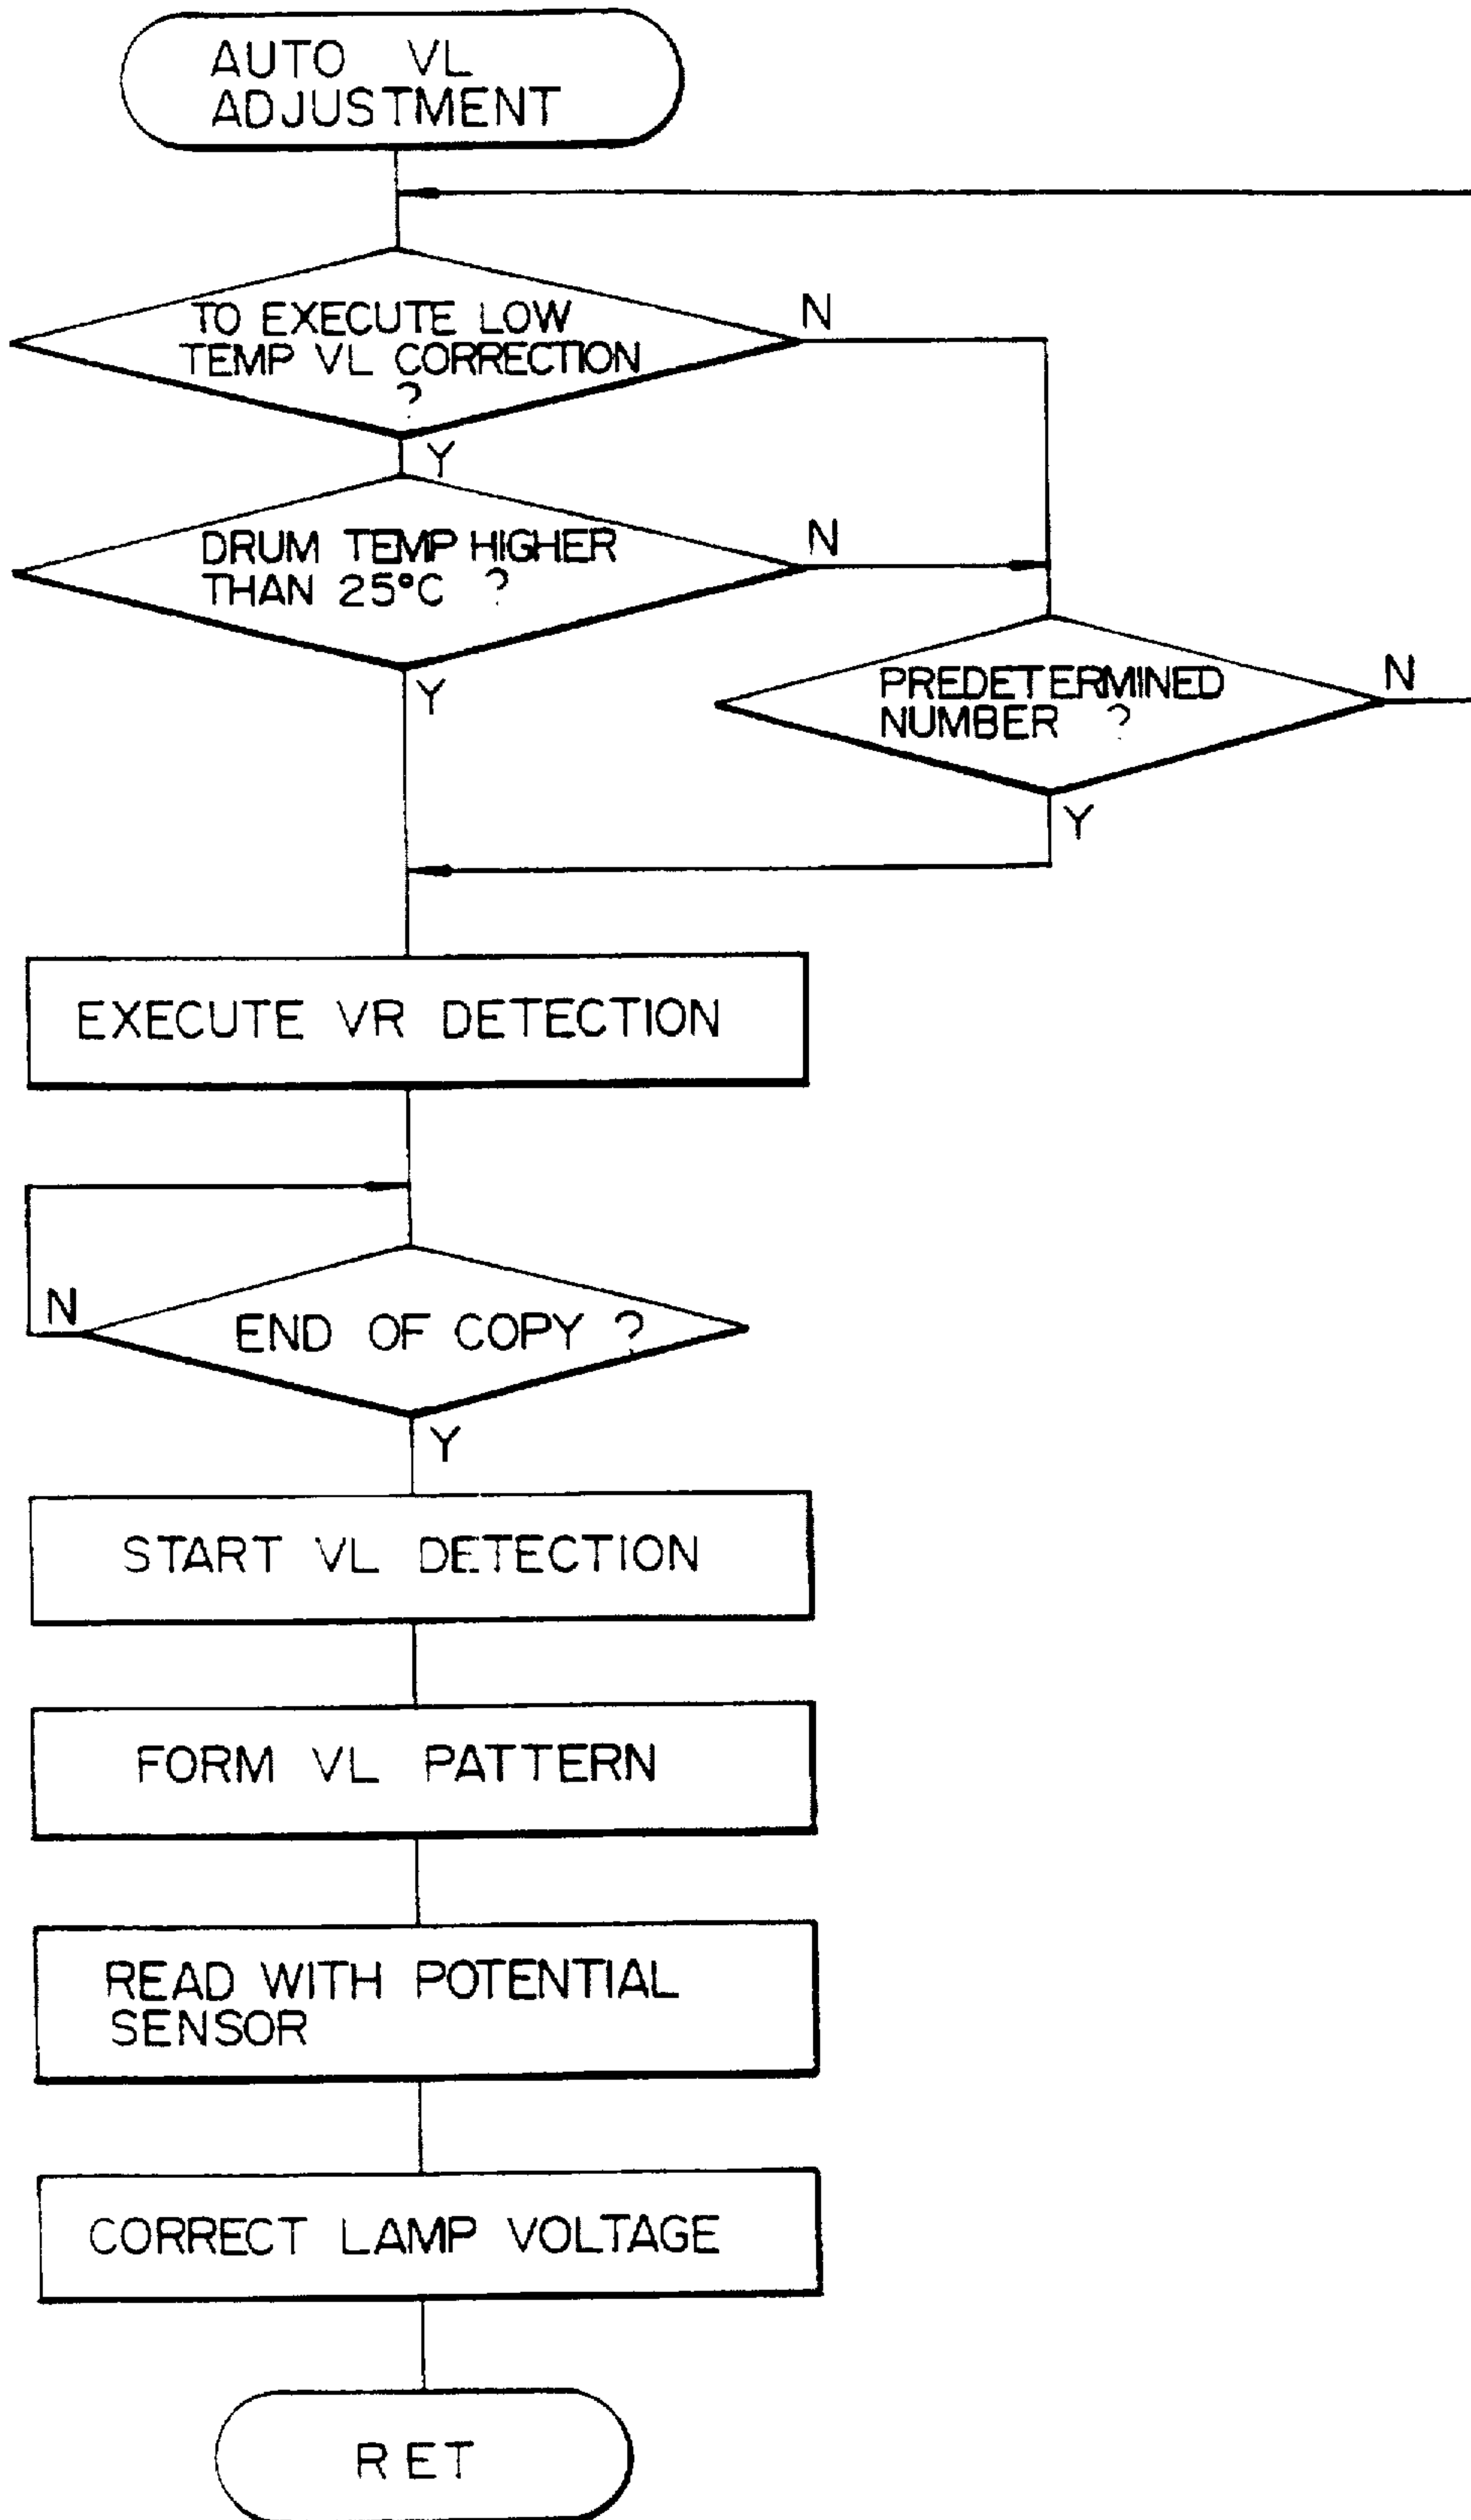 AUTO VL
ADJUSTMENT
TO EXECUTE LOW
TEMP VL CORRECTION
?
N
Y
DRUM TEMP HIGHER
THAN 25°C ?
N
Y
PREDETERMINED
NUMBER ?
N
Y
EXECUTE VR DETECTION
N
END OF COPY ?
Y
START VL DETECTION
FORM VL PATTERN
READ WITH POTENTIAL
SENSOR
CORRECT LAMP VOLTAGE
RET